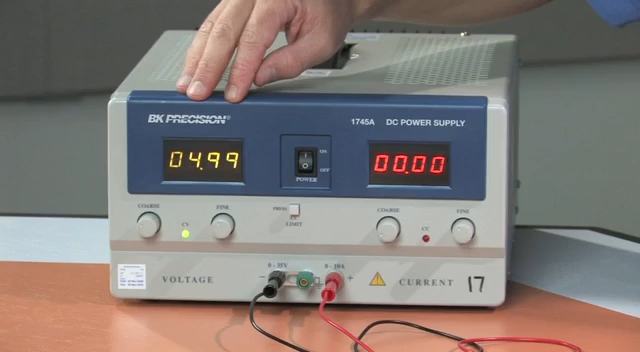 BK PRECISION®
1745A DC POWER SUPPLY
04.99
ON
OFF
POWER
00.00
COARSE
FINE
PRESS
LIMIT
COARSE
FINE
CV
CC
0 - 35V
0 - 10A
VOLTAGE
- +
CURRENT
17